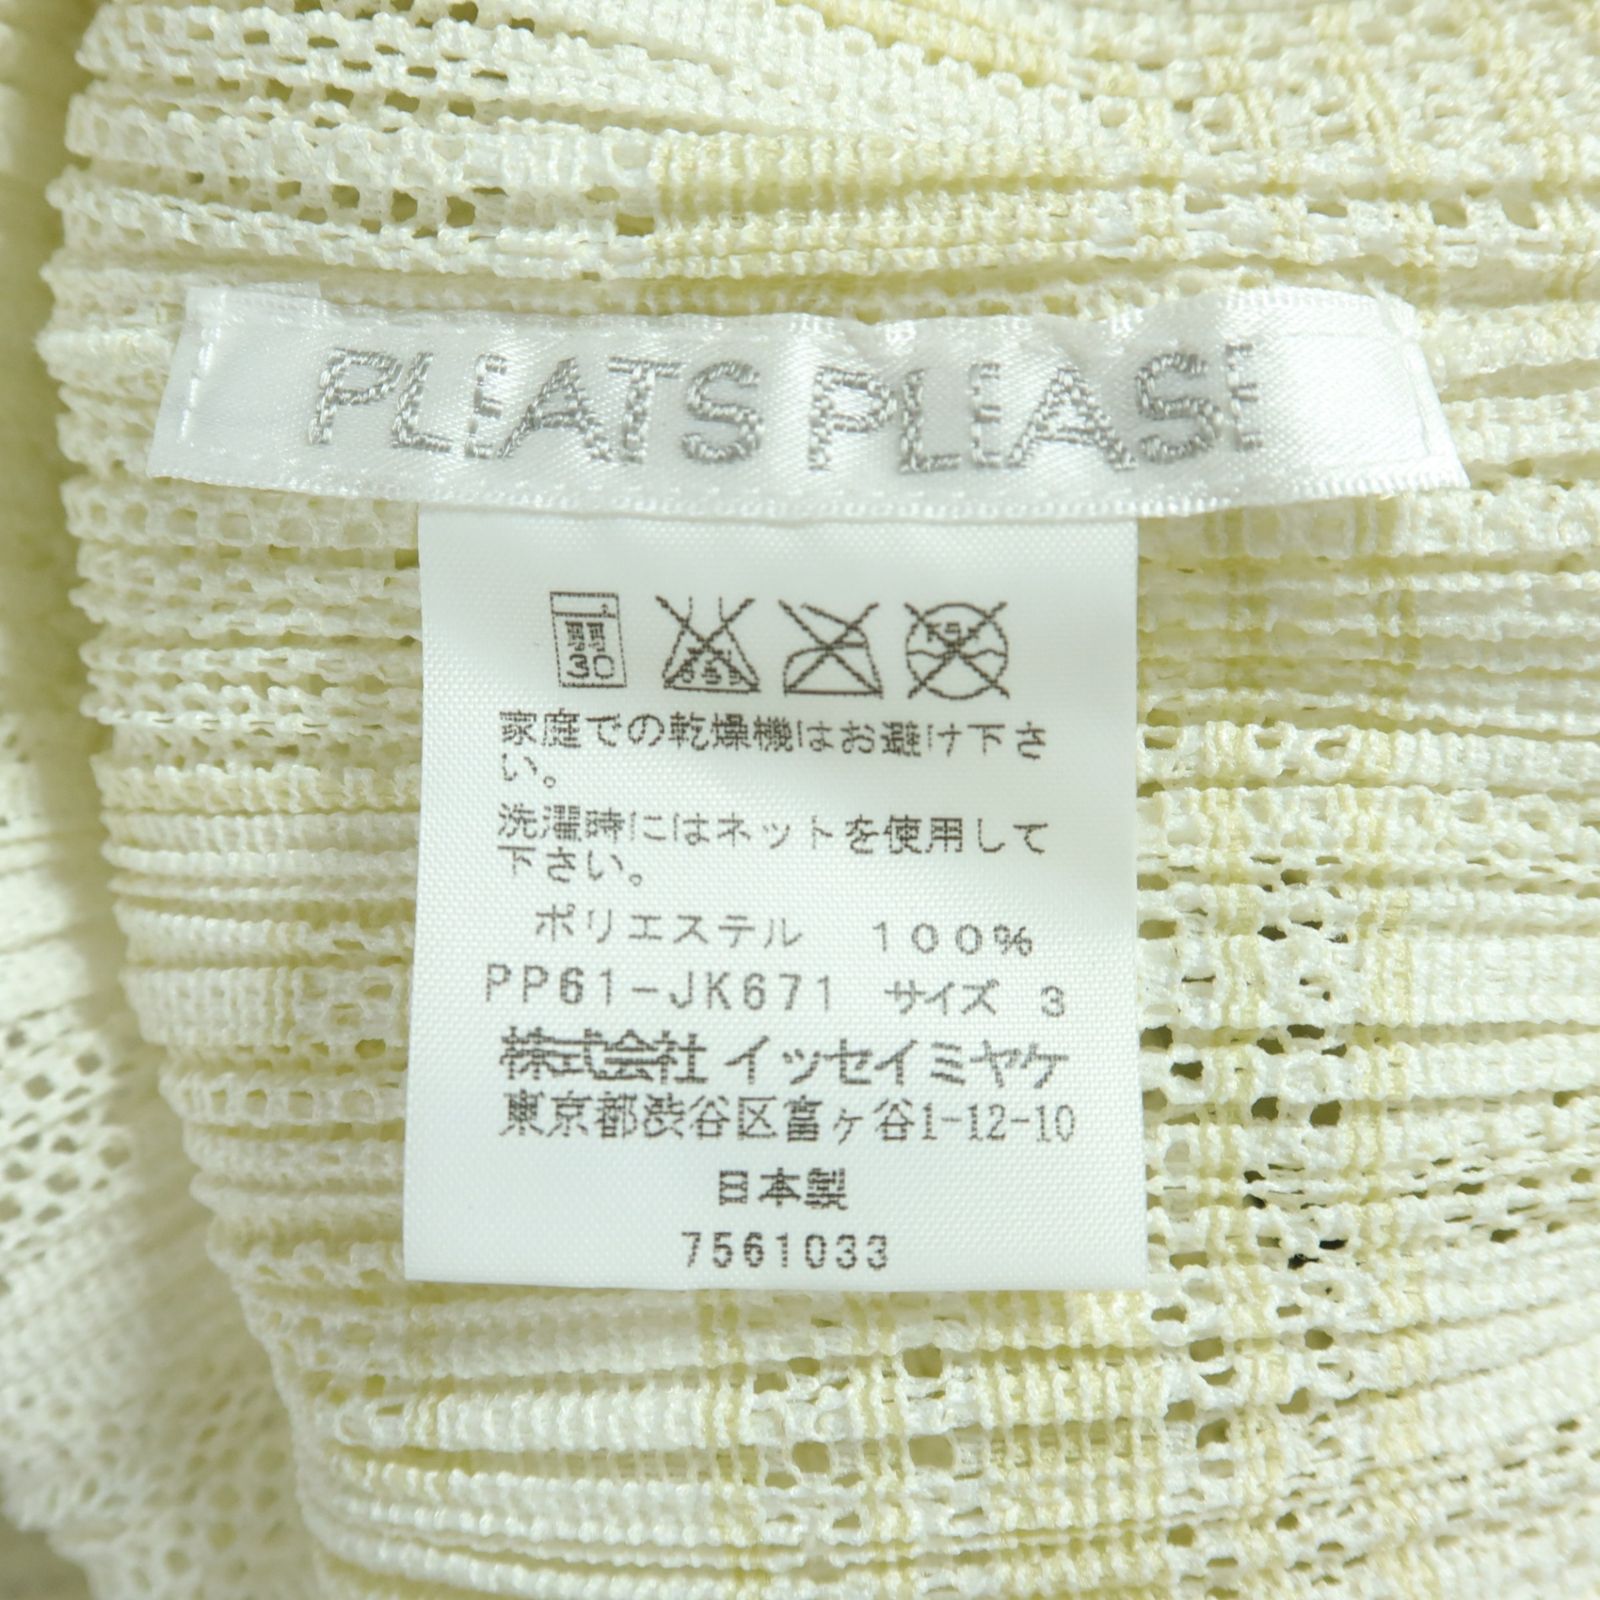 PLEATS PLEASE
30
家庭での乾燥機はお避け下さ
い。
洗濯時にはネットを使用して
下さい。
ポリエステル 100%
PP61-JK671 サイズ 3
株式会社 イッセイミヤケ
東京都渋谷区富ヶ谷1-12-10
日本製
7561033